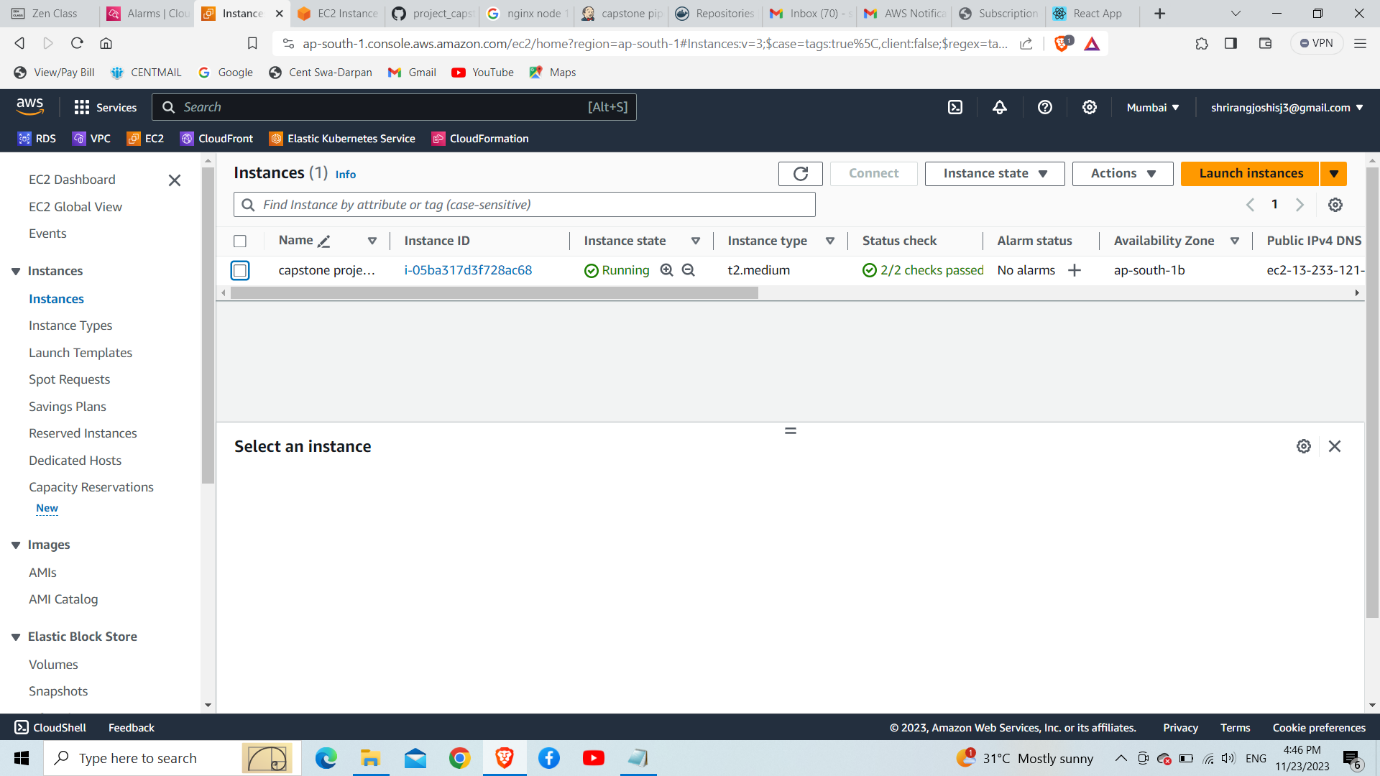 Zen Class
Alarms | Clou
Instance
EC2 Instance
project_caps
nginx node 1
capstone pip
Repositories
Inbox (70) - s
AWS Notifica
Subscription
React App
ap-south-1.console.aws.amazon.com/ec2/home?region=ap-south-1#Instances:v=3;$case=tags:true%5C,client:false;$regex=ta...
1
VPN
View/Pay Bill
CENTMAIL
Google
Cent Swa-Darpan
Gmail
YouTube
Maps
aws
Services
Search
[Alt+S]
Mumbai
shrirangjoshisj3@gmail.com
RDS
VPC
EC2
CloudFront
Elastic Kubernetes Service
CloudFormation
EC2 Dashboard
EC2 Global View
Events
Instances
Instances
Instance Types
Launch Templates
Spot Requests
Savings Plans
Reserved Instances
Dedicated Hosts
Capacity Reservations
New
Images
AMIs
AMI Catalog
Elastic Block Store
Volumes
Snapshots
Instances (1) Info
Connect
Instance state
Actions
Launch instances
Find Instance by attribute or tag (case-sensitive)
1
Name
Instance ID
Instance state
Instance type
Status check
Alarm status
Availability Zone
Public IPv4 DNS
capstone proje...
i-05ba317d3f728ac68
Running
t2.medium
2/2 checks passed
No alarms
ap-south-1b
ec2-13-233-121-
Select an instance
CloudShell
Feedback
© 2023, Amazon Web Services, Inc. or its affiliates.
Privacy
Terms
Cookie preferences
Type here to search
1
31°C Mostly sunny
ENG
4:46 PM
11/23/2023
6